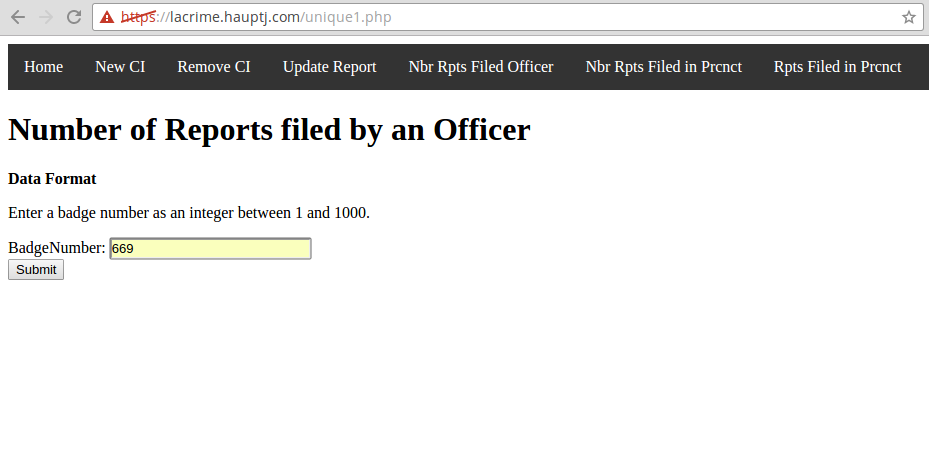 https://lacrime.hauptj.com/unique1.php
Home New CI Remove CI Update Report Nbr Rpts Filed Officer Nbr Rpts Filed in Prcnct Rpts Filed in Prcnct
Number of Reports filed by an Officer
Data Format
Enter a badge number as an integer between 1 and 1000.
BadgeNumber: 669
Submit